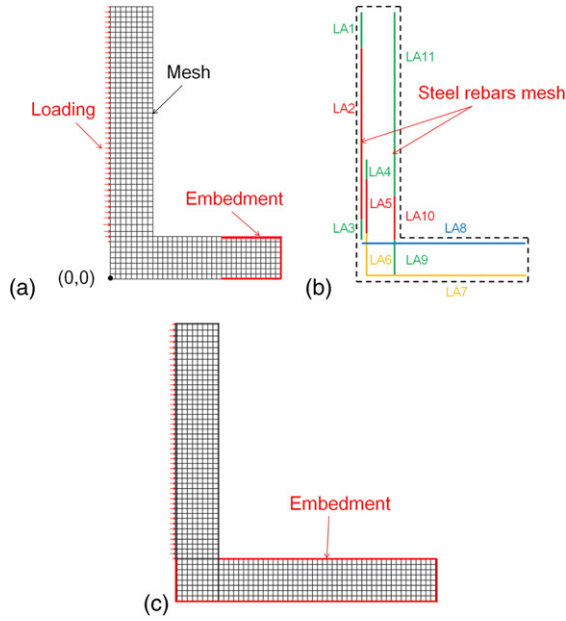 Mesh
Loading
Embedment
(0,0)
(a)
LA1
LA11
Steel rebars mesh
LA2
LA4
LA5
LA3
LA10
LA8
LA6
LA9
LA7
(b)
Embedment
(c)